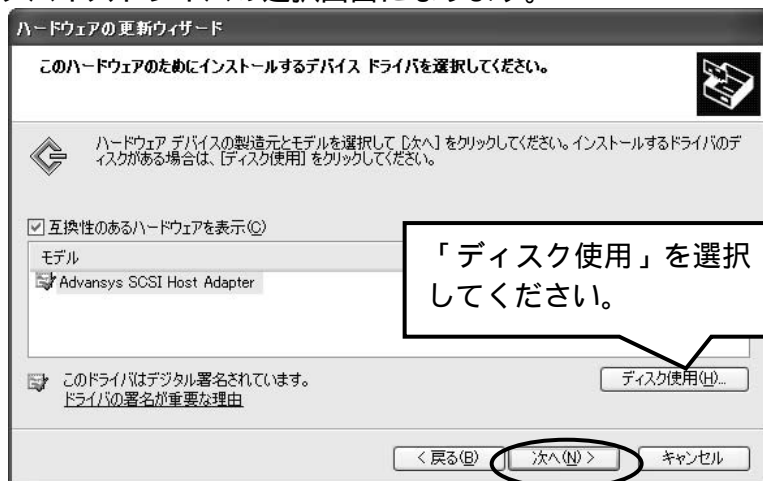 ハードウェアの更新ウィザード
このハードウェアのためにインストールするデバイス ドライバを選択してください。
ハードウェア デバイスの製造元とモデルを選択して [次へ] をクリックしてください。インストールするドライバのデ
ィスクがある場合は、[ディスク使用] をクリックしてください。
互換性のあるハードウェアを表示(C)
モデル
Advansys SCSI Host Adapter
「ディスク使用」を選択
してください。
このドライバはデジタル署名されています。
ドライバの署名が重要な理由
ディスク使用(H)...
< 戻る(B)
次へ(N) >
キャンセル